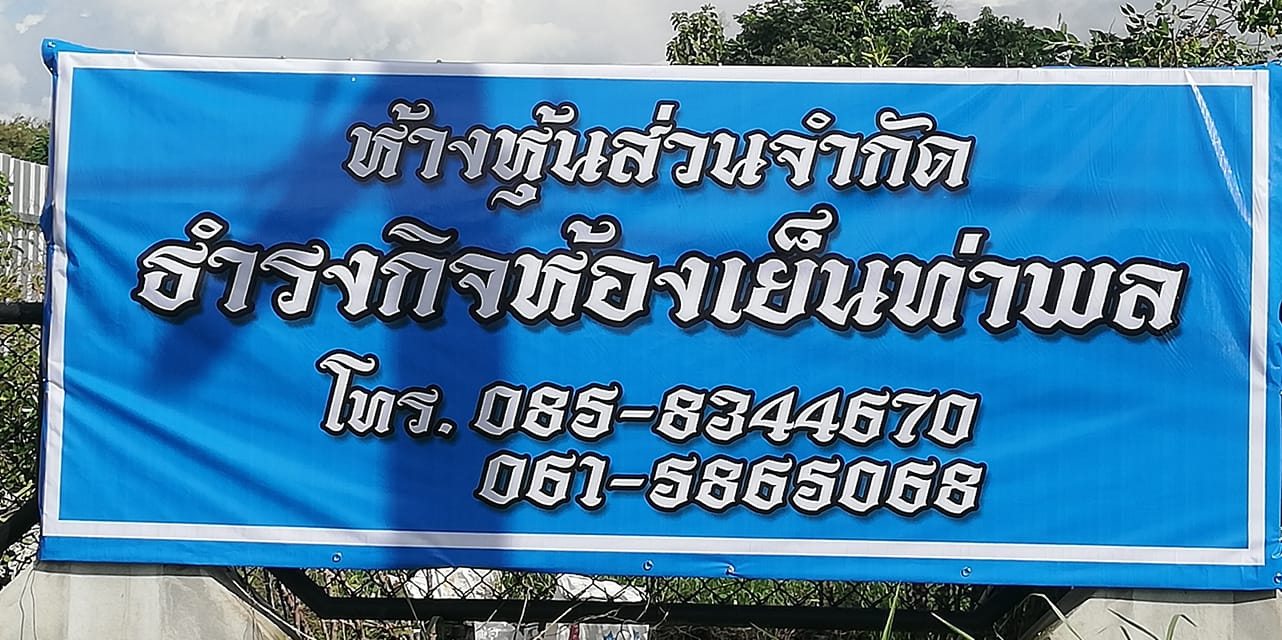 ห้างหุ้นส่วนจำกัด
ธำรงกิจห้องเย็นท่าพล
โทร. 085-8344670
061-5865068